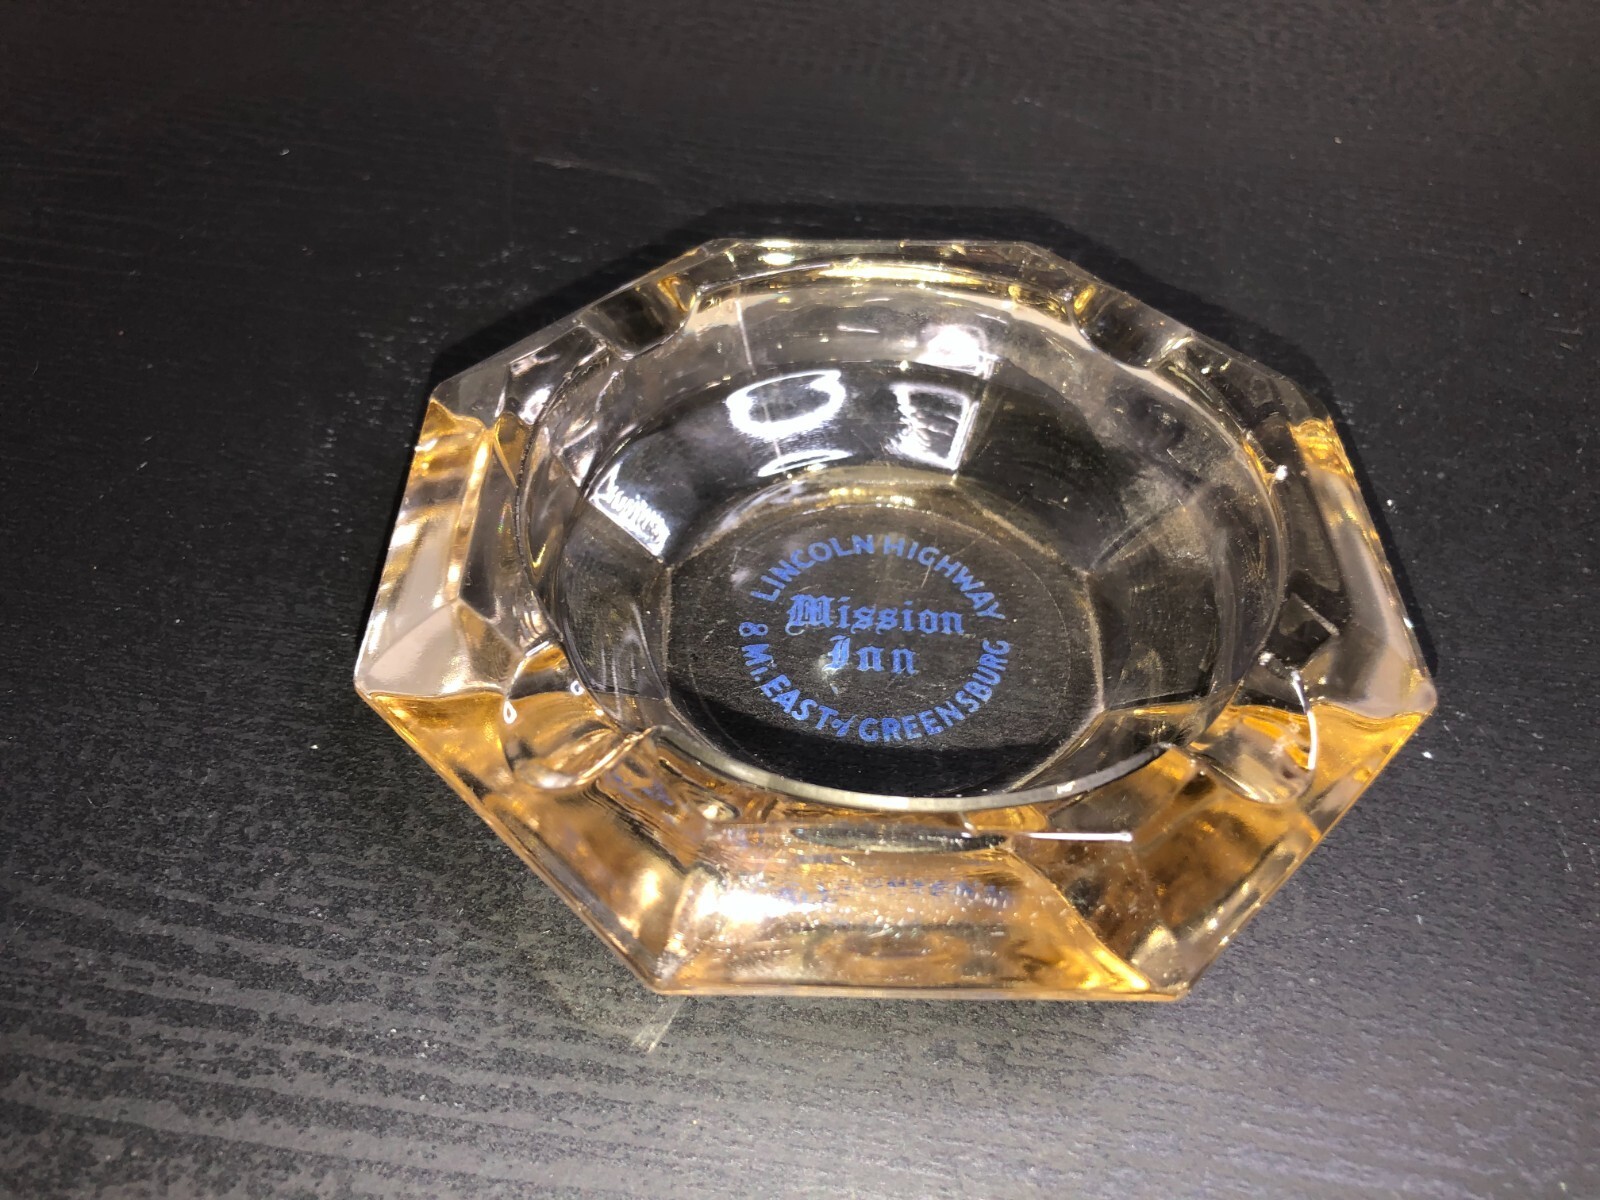 LINCOLN HIGHWAY
Mission
Inn
8 Mi. EAST of GREENSBURG